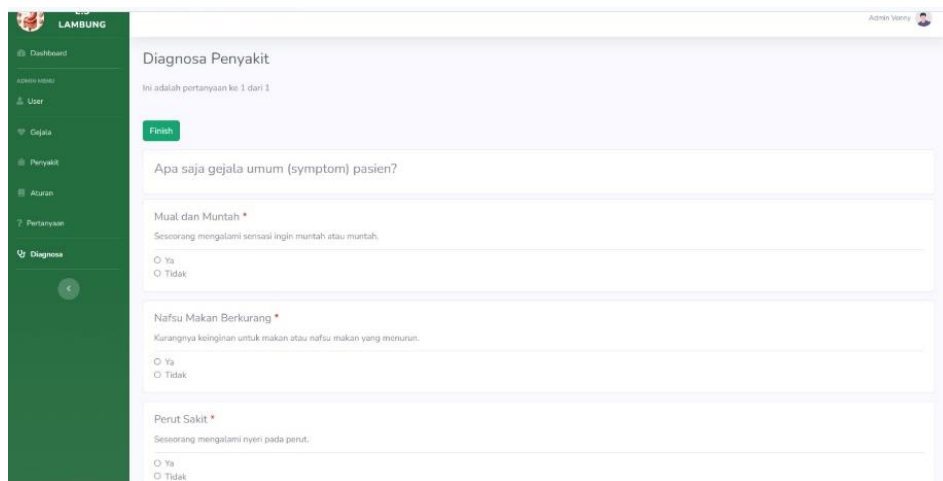 LAMBUNG
Admin Venny
Dashboard
ADMIN MENU
User
Gejala
Penyakit
Aturan
? Pertanyaan
Diagnosa
Diagnosa Penyakit
Ini adalah pertanyaan ke 1 dari 1
Finish
Apa saja gejala umum (symptom) pasien?
Mual dan Muntah *
Seseorang mengalami sensasi ingin muntah atau muntah.
Ya
Tidak
Nafsu Makan Berkurang *
Kurangnya keinginan untuk makan atau nafsu makan yang menurun.
Ya
Tidak
Perut Sakit *
Seseorang mengalami nyeri pada perut.
Ya
Tidak